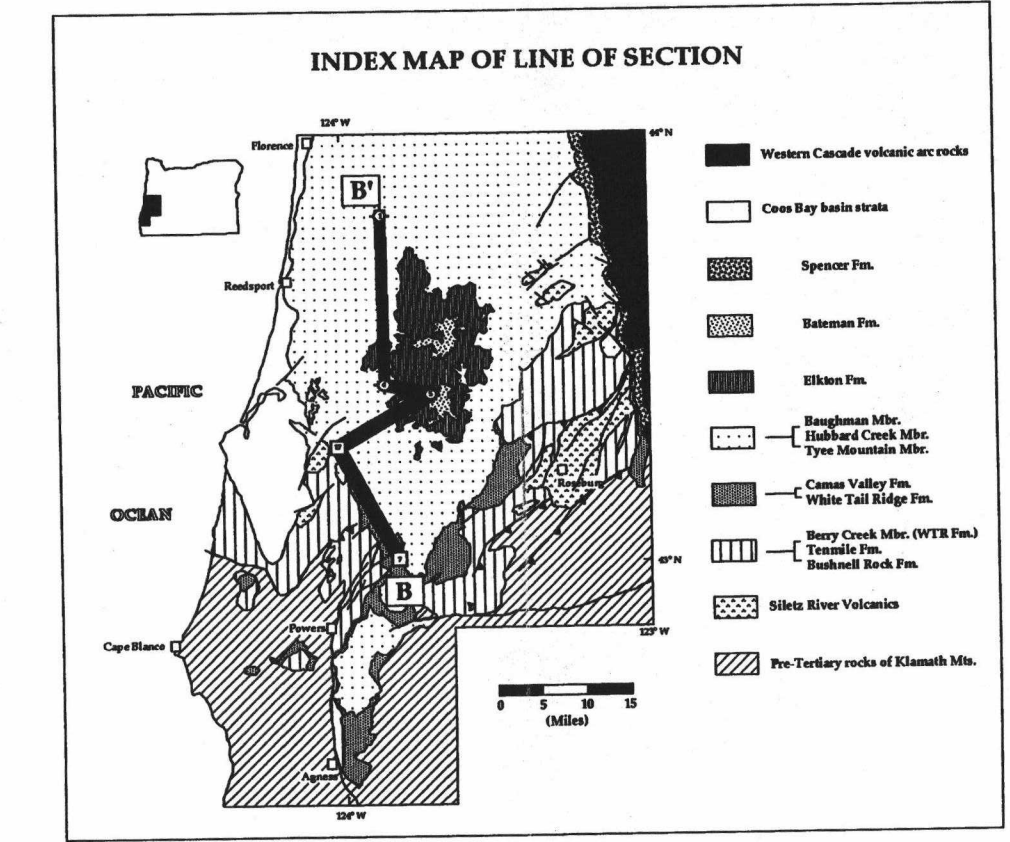 INDEX MAP OF LINE OF SECTION
124° W
44° N
Florence
B'
Reedsport
PACIFIC
OCEAN
Roseburg
43° N
B
Powers
Cape Blanco
123° W
0 5 10 15
(Miles)
Agness
124° W
Western Cascade volcanic arc rocks
Coos Bay basin strata
Spencer Fm.
Bateman Fm.
Elkton Fm.
Baughman Mbr.
Hubbard Creek Mbr.
Tyee Mountain Mbr.
Camas Valley Fm.
White Tail Ridge Fm.
Berry Creek Mbr. (WTR Fm.)
Tenmile Fm.
Bushnell Rock Fm.
Siletz River Volcanics
Pre-Tertiary rocks of Klamath Mts.